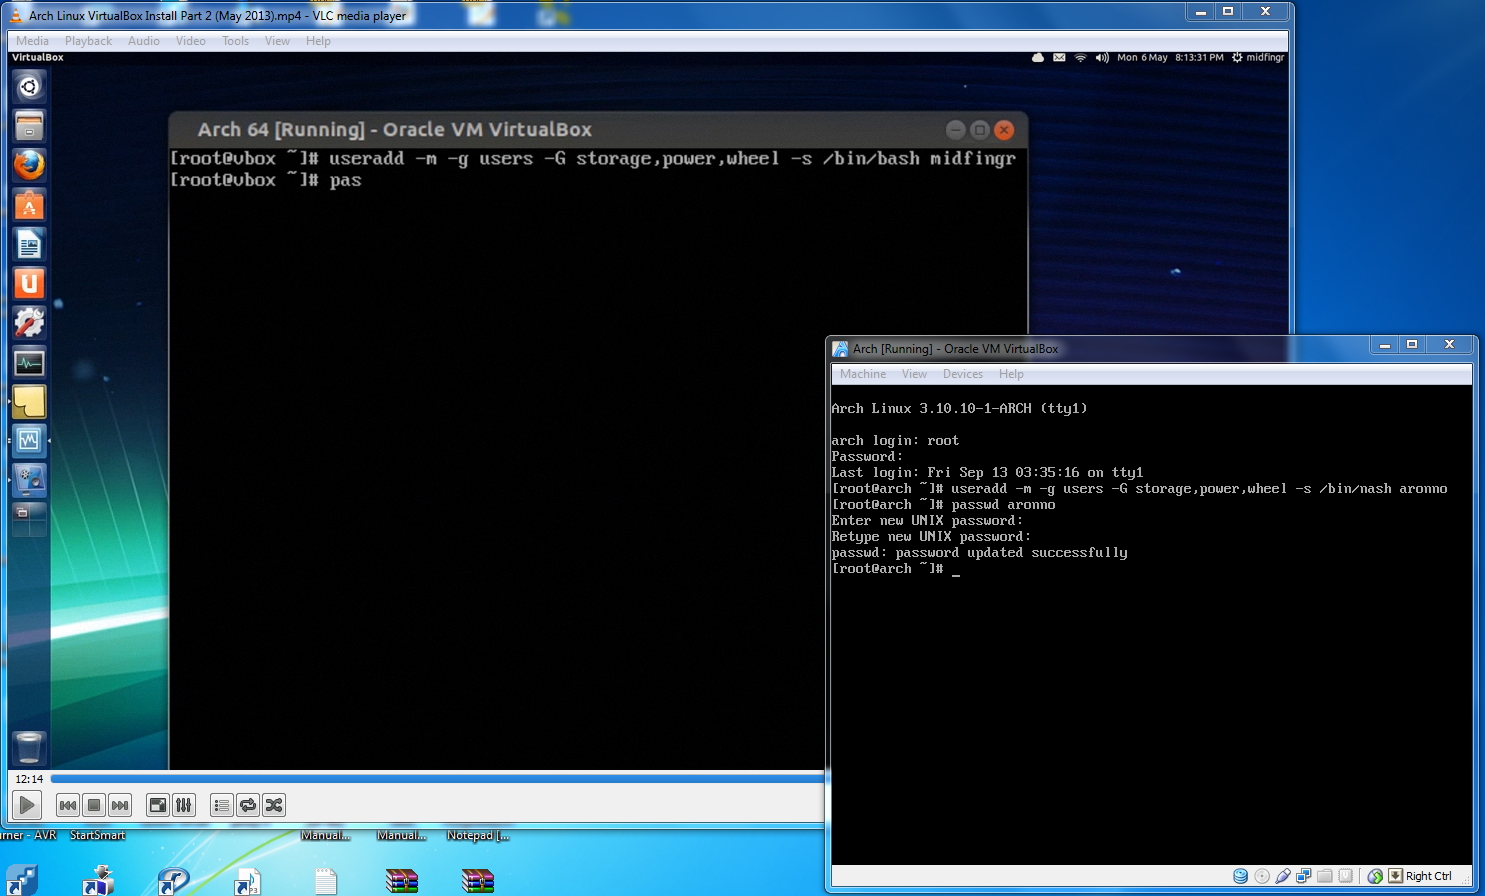 Arch Linux VirtualBox Install Part 2 (May 2013).mp4 - VLC media player
Media Playback Audio Video Tools View Help
VirtualBox
Mon 6 May 8:13:31 PM midfingr
Arch 64 [Running] - Oracle VM VirtualBox
[root@vbox ~]# useradd -m -g users -G storage,power,wheel -s /bin/bash midfingr
[root@vbox ~]# pas
Arch [Running] - Oracle VM VirtualBox
Machine View Devices Help
Arch Linux 3.10.10-1-ARCH (tty1)
arch login: root
Password:
Last login: Fri Sep 13 03:35:16 on tty1
[root@arch ~]# useradd -m -g users -G storage,power,wheel -s /bin/nash aronno
[root@arch ~]# passwd aronno
Enter new UNIX password:
Retype new UNIX password:
passwd: password updated successfully
[root@arch ~]# _
12:14
rner - AVR StartSmart Manual... Manual... Notepad [...
Right Ctrl